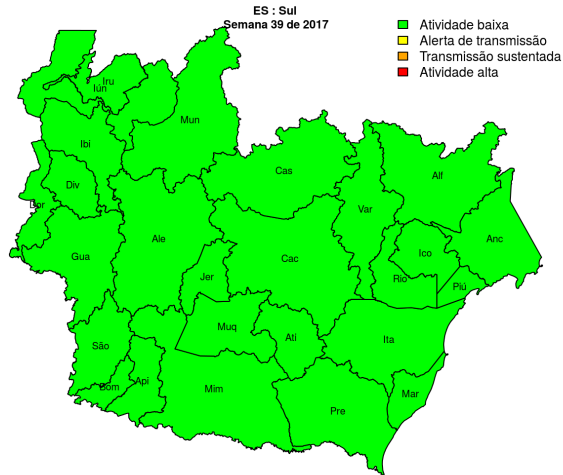 ES : Sul
Semana 39 de 2017
Atividade baixa
Alerta de transmissão
Transmissão sustentada
Atividade alta
Iru
Iún
Mun
Ibi
Cas
Alf
Div
Dor
Var
Ale
Anc
Gua
Cac
Ico
Jer
Rio
Piú
Muq
Ati
Ita
São
Api
Bom
Mim
Mar
Pre